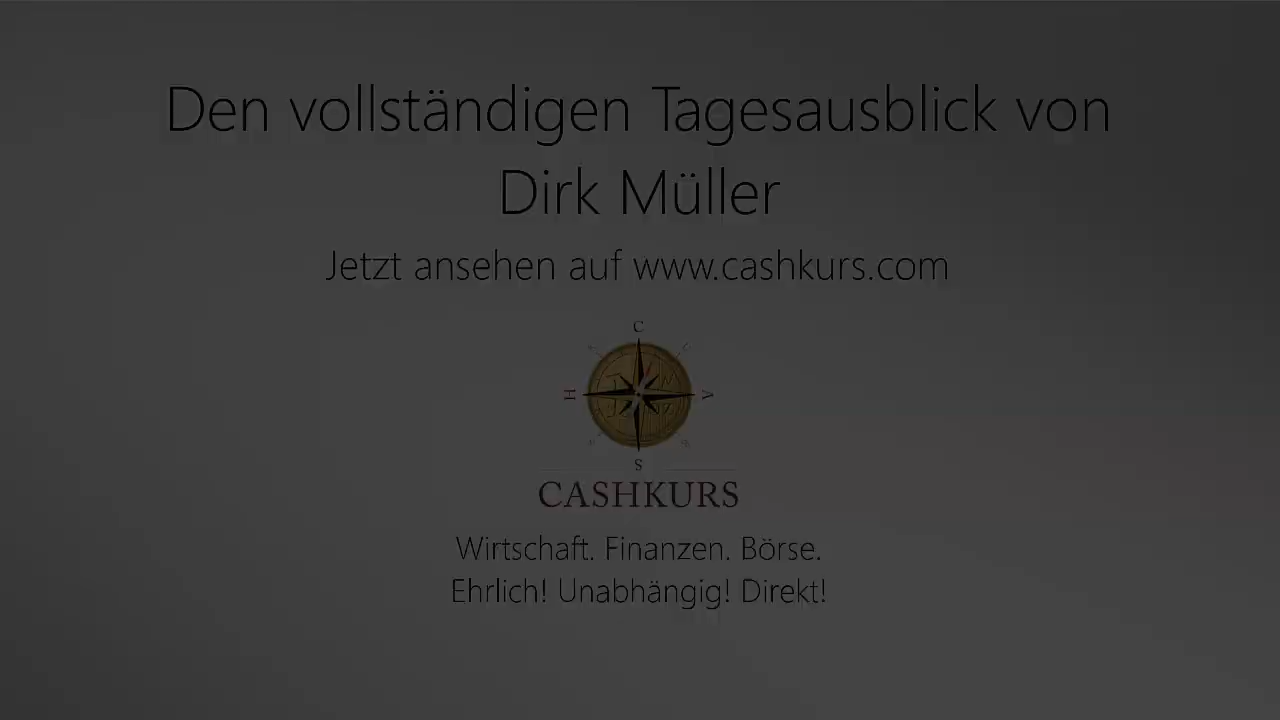 Den vollständigen Tagesausblick von
Dirk Müller
Jetzt ansehen auf www.cashkurs.com
C
H
V
S
CASHKURS
Wirtschaft. Finanzen. Börse.
Ehrlich! Unabhängig! Direkt!